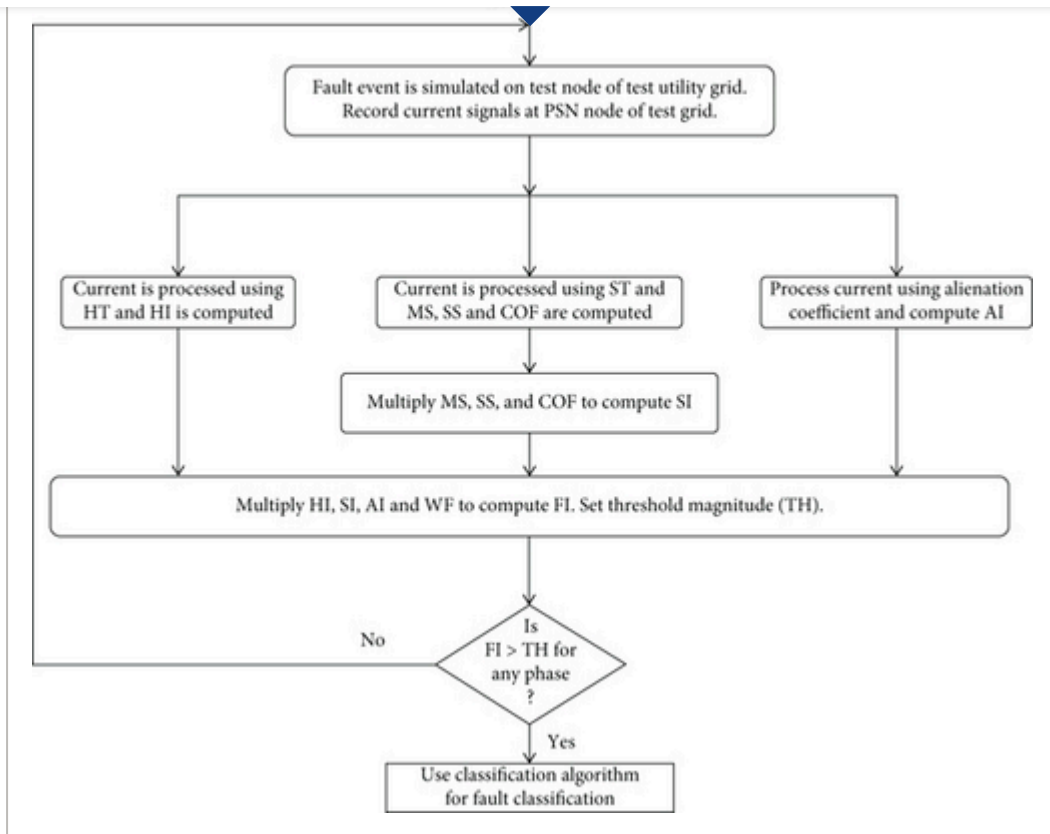 Fault event is simulated on test node of test utility grid.
Record current signals at PSN node of test grid.
Current is processed using
HT and HI is computed
Current is processed using ST and
MS, SS and COF are computed
Process current using alienation
coefficient and compute AI
Multiply MS, SS, and COF to compute SI
Multiply HI, SI, AI and WF to compute FI. Set threshold magnitude (TH).
Is
FI > TH for
any phase
?
No
Yes
Use classification algorithm
for fault classification